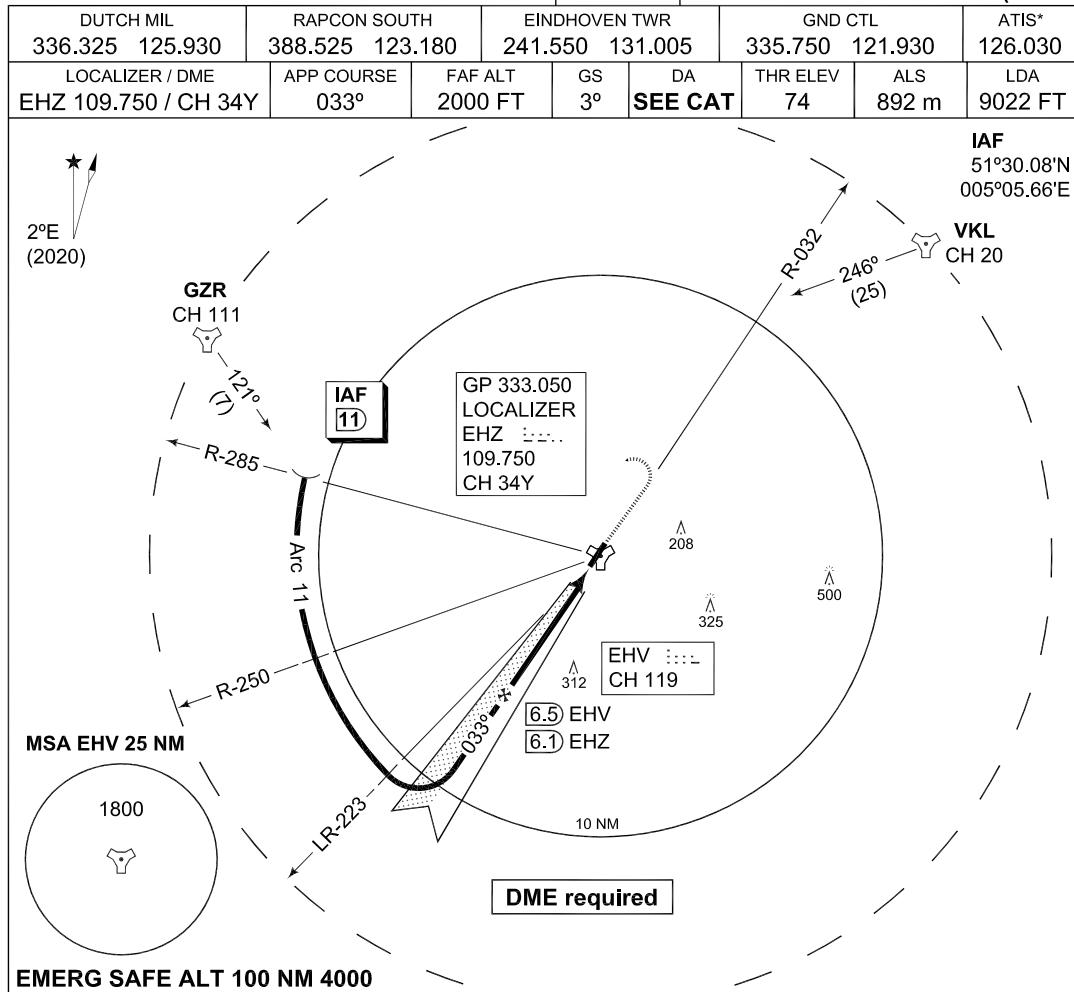 DUTCH MIL
336.325 125.930
RAPCON SOUTH
388.525 123.180
EINDHOVEN TWR
241.550 131.005
GND CTL
335.750 121.930
ATIS*
126.030
LOCALIZER / DME
EHZ 109.750 / CH 34Y
APP COURSE
033º
FAF ALT
2000 FT
GS
3º
DA
SEE CAT
THR ELEV
74
ALS
892 m
LDA
9022 FT
IAF
51º30.08'N
005º05.66'E
2ºE
(2020)
VKL
CH 20
R-032
246º
(25)
GZR
CH 111
121º
(7)
IAF
11
GP 333.050
LOCALIZER
EHZ
109.750
CH 34Y
R-285
Arc 11
208
500
325
R-250
312
EHV
CH 119
6.5 EHV
6.1 EHZ
033º
LR-223
MSA EHV 25 NM
1800
10 NM
DME required
EMERG SAFE ALT 100 NM 4000